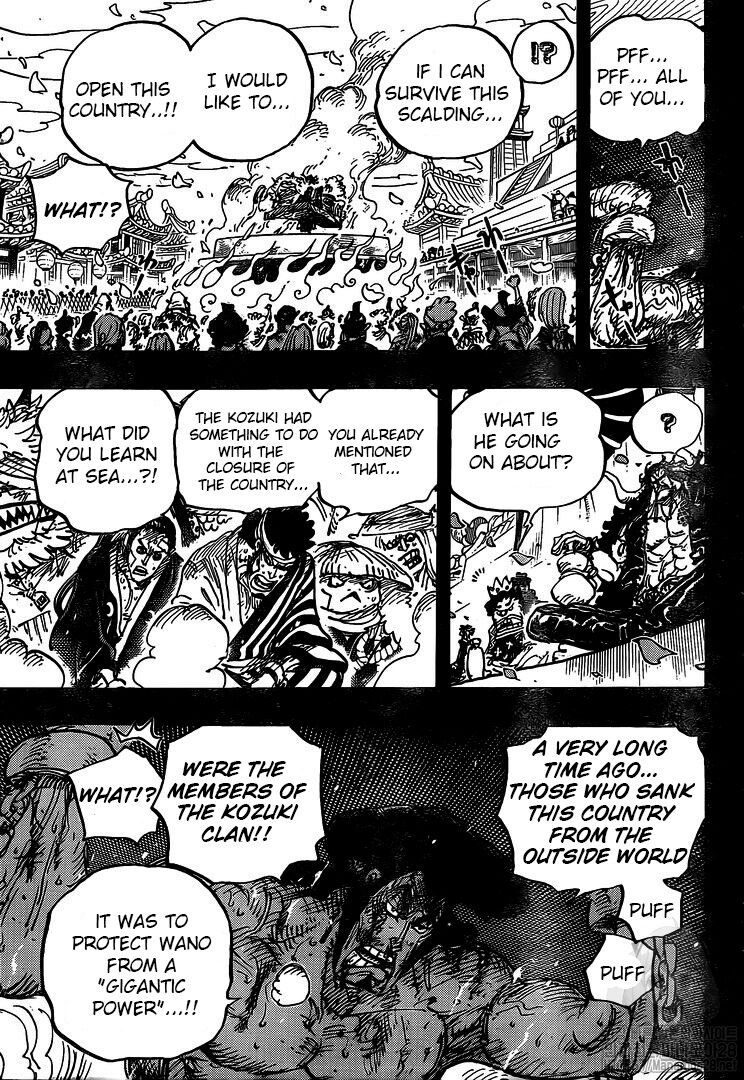 PFF...
PFF... ALL
OF YOU...
!?
IF I CAN
SURVIVE THIS
SCALDING...
I WOULD
LIKE TO...
OPEN THIS
COUNTRY..!!
WHAT!?
?
WHAT IS
HE GOING
ON ABOUT?
YOU ALREADY
MENTIONED
THAT...
THE KOZUKI HAD
SOMETHING TO DO
WITH THE
CLOSURE OF
THE COUNTRY...
WHAT DID
YOU LEARN
AT SEA...?!
A VERY LONG
TIME AGO...
THOSE WHO SANK
THIS COUNTRY
FROM THE
OUTSIDE WORLD
WERE THE
MEMBERS OF
THE KOZUKI
CLAN!!
WHAT!?
PUFF
PUFF
IT WAS TO
PROTECT WANO
FROM A
"GIGANTIC
POWER"...!!